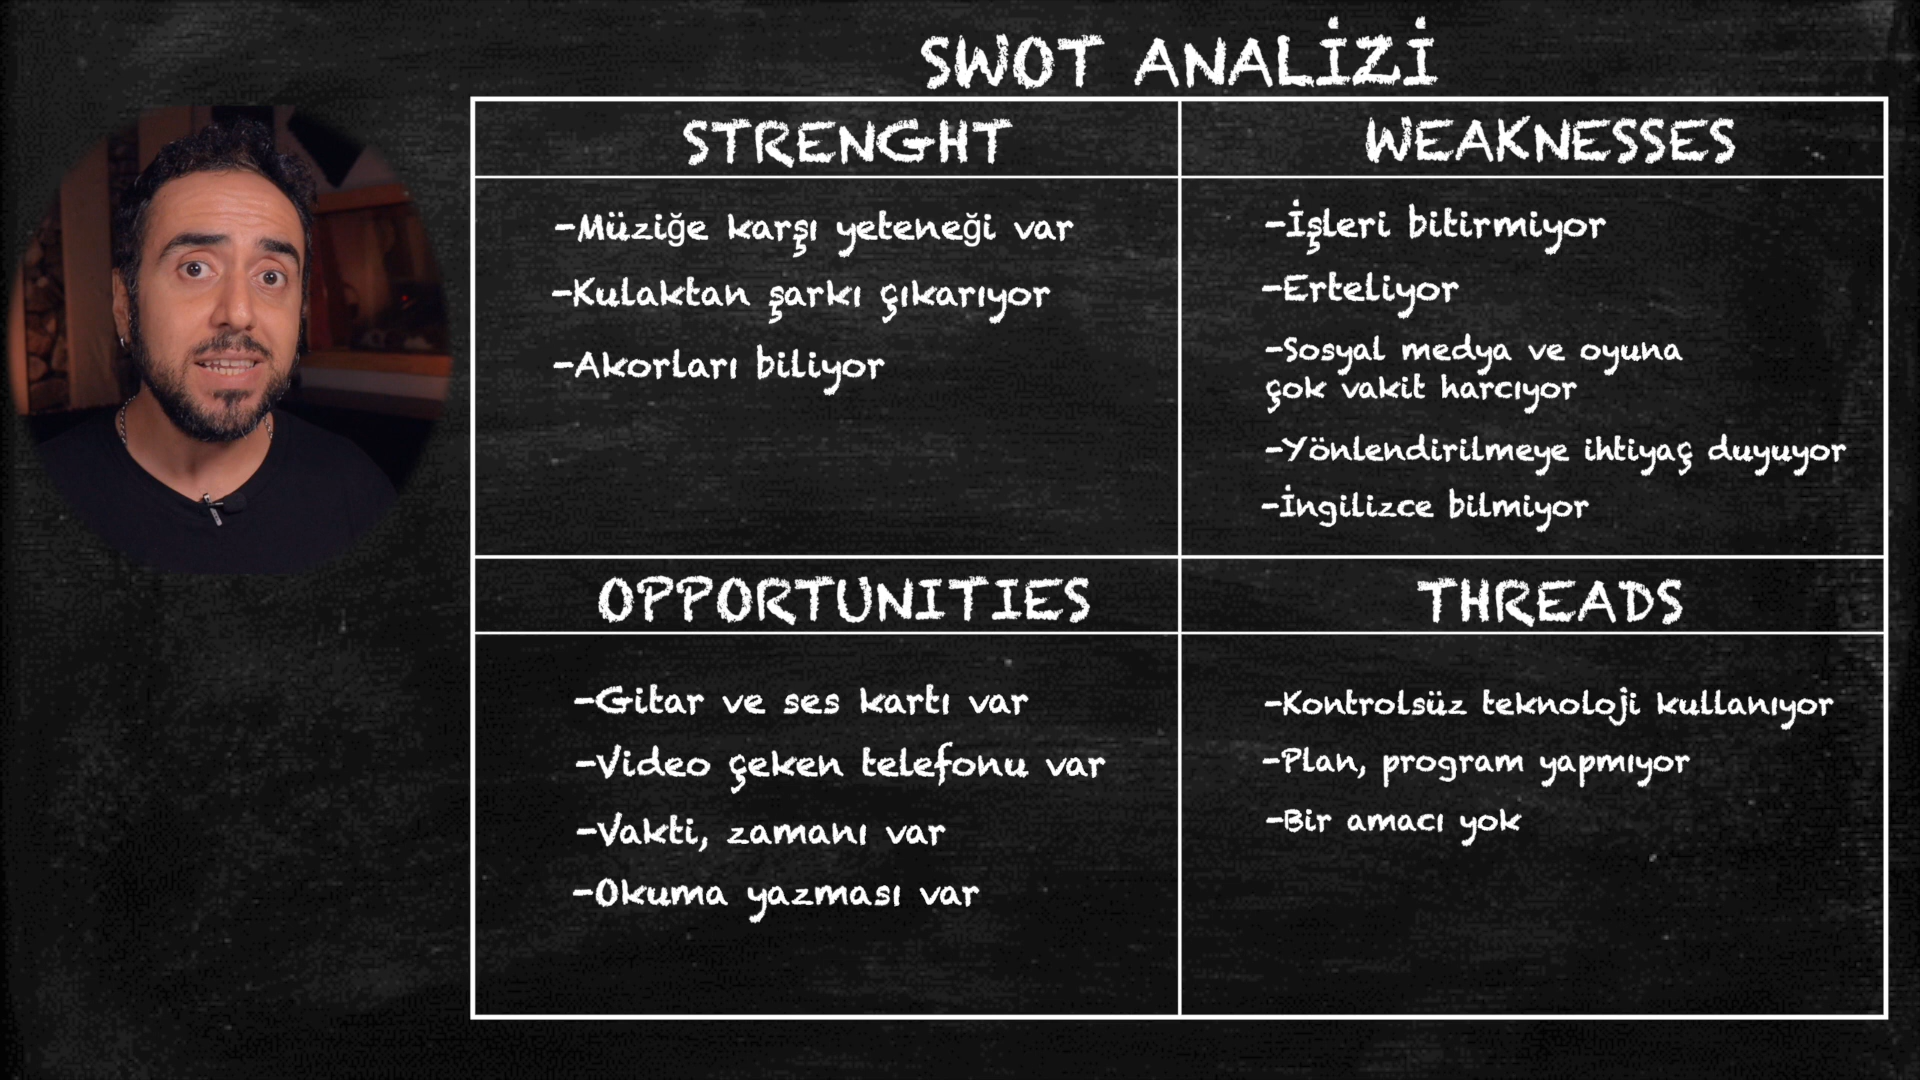 SWOT ANALİZİ
STRENGHT
-Müziğe karşı yeteneği var
-Kulaktan şarkı çıkarıyor
-Akorları biliyor
WEAKNESSES
-İşleri bitirmiyor
-Erteliyor
-Sosyal medya ve oyuna
çok vakit harcıyor
-Yönlendirilmeye ihtiyaç duyuyor
-İngilizce bilmiyor
OPPORTUNITIES
-Gitar ve ses kartı var
-Video çeken telefonu var
-Vakti, zamanı var
-Okuma yazması var
THREADS
-Kontrolsüz teknoloji kullanıyor
-Plan, program yapmıyor
-Bir amacı yok